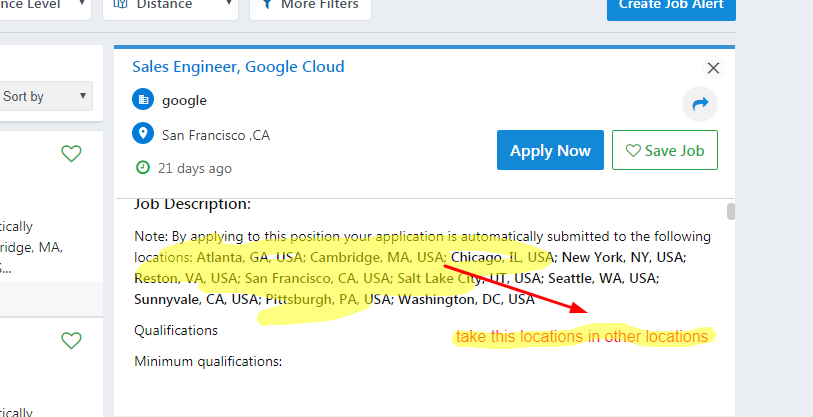 nce Level
Distance
More Filters
Create Job Alert
Sort by
Sales Engineer, Google Cloud
google
San Francisco ,CA
21 days ago
Apply Now
Save Job
tically
ridge, MA,
S...
tically
Job Description:
Note: By applying to this position your application is automatically submitted to the following
locations: Atlanta, GA, USA; Cambridge, MA, USA; Chicago, IL, USA; New York, NY, USA;
Reston, VA, USA; San Francisco, CA, USA; Salt Lake City, UT, USA; Seattle, WA, USA;
Sunnyvale, CA, USA; Pittsburgh, PA, USA; Washington, DC, USA
Qualifications
take this locations in other locations
Minimum qualifications: